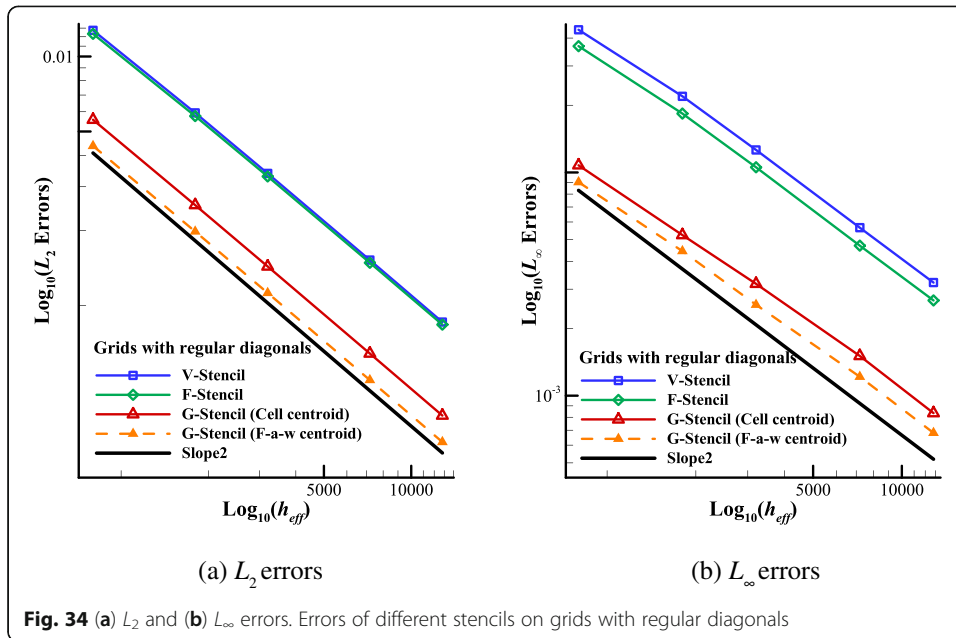 0.01
Log10(L2 Errors)
Grids with regular diagonals
V-Stencil
F-Stencil
G-Stencil (Cell centroid)
G-Stencil (F-a-w centroid)
Slope2
5000 10000
Log10(heff)
(a) L2 errors
Log10(L∞ Errors)
10-3
Grids with regular diagonals
V-Stencil
F-Stencil
G-Stencil (Cell centroid)
G-Stencil (F-a-w centroid)
Slope2
5000 10000
Log10(heff)
(b) L∞ errors
Fig. 34 (a) L2 and (b) L∞ errors. Errors of different stencils on grids with regular diagonals